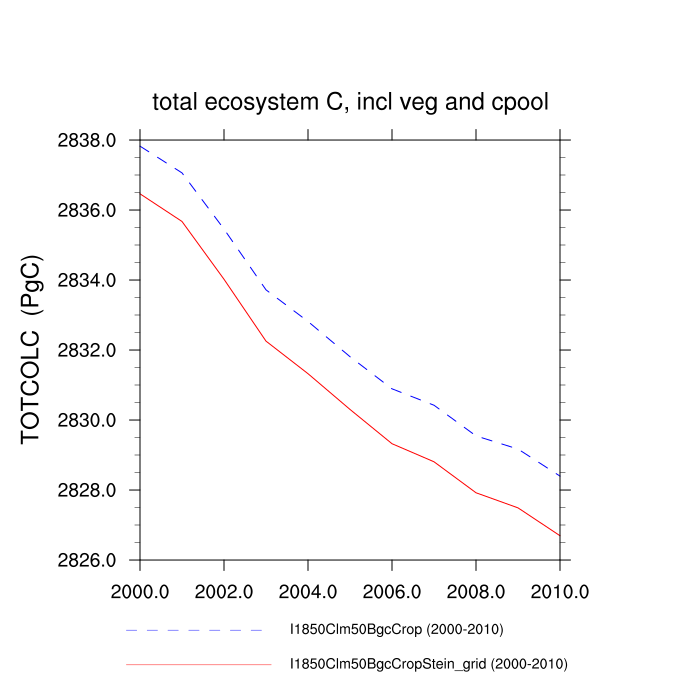 total ecosystem C, incl veg and cpool
TOTCOLC (PgC)
2838.0
2836.0
2834.0
2832.0
2830.0
2828.0
2826.0
2000.0 2002.0 2004.0 2006.0 2008.0 2010.0
I1850Clm50BgcCrop (2000-2010)
I1850Clm50BgcCropStein_grid (2000-2010)